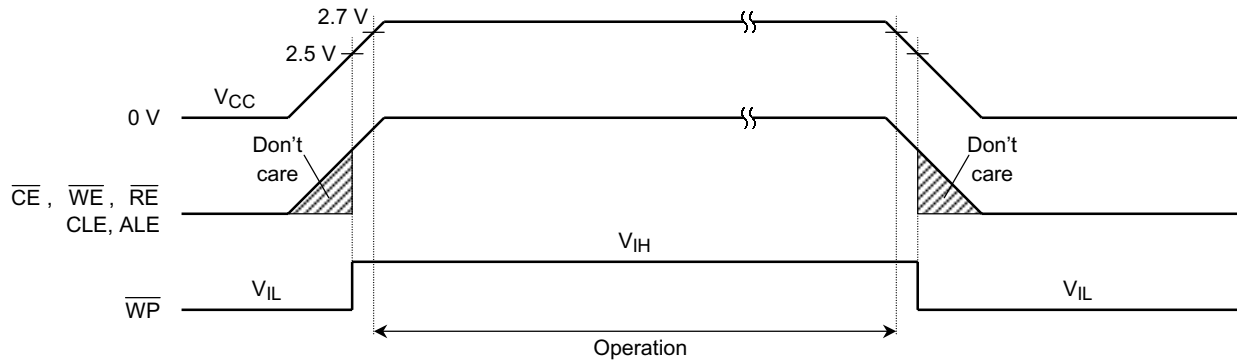 2.7 V
2.5 V
VCC
0 V
Don't
care
Don't
care
CE , WE , RE
CLE, ALE
VIH
WP
VIL
VIL
Operation